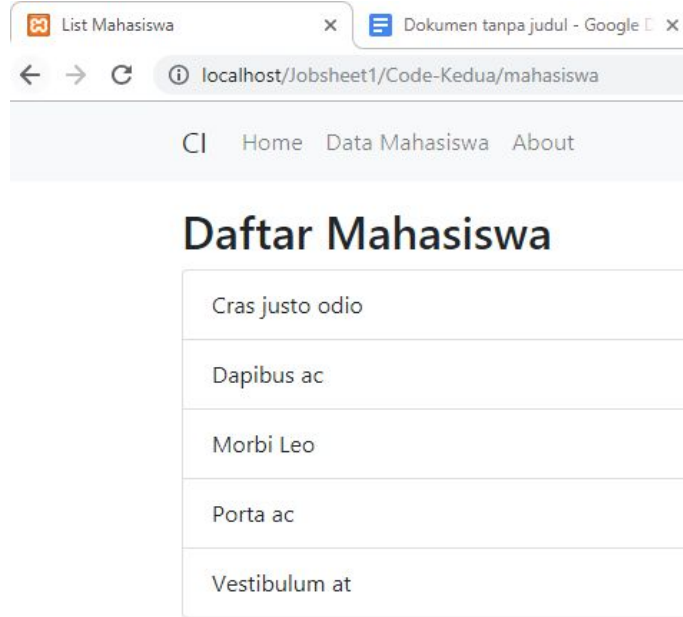 List Mahasiswa
Dokumen tanpa judul - Google D
localhost/Jobsheet1/Code-Kedua/mahasiswa
CI Home Data Mahasiswa About
Daftar Mahasiswa
Cras justo odio
Dapibus ac
Morbi Leo
Porta ac
Vestibulum at